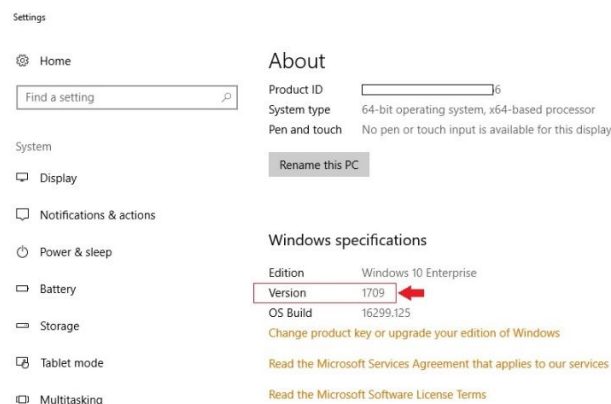 Settings
Home
Find a setting
System
Display
Notifications & actions
Power & sleep
Battery
Storage
Tablet mode
Multitasking
About
Product ID 6
System type 64-bit operating system, x64-based processor
Pen and touch No pen or touch input is available for this display
Rename this PC
Windows specifications
Edition Windows 10 Enterprise
Version 1709
OS Build 16299.125
Change product key or upgrade your edition of Windows
Read the Microsoft Services Agreement that applies to our services
Read the Microsoft Software License Terms